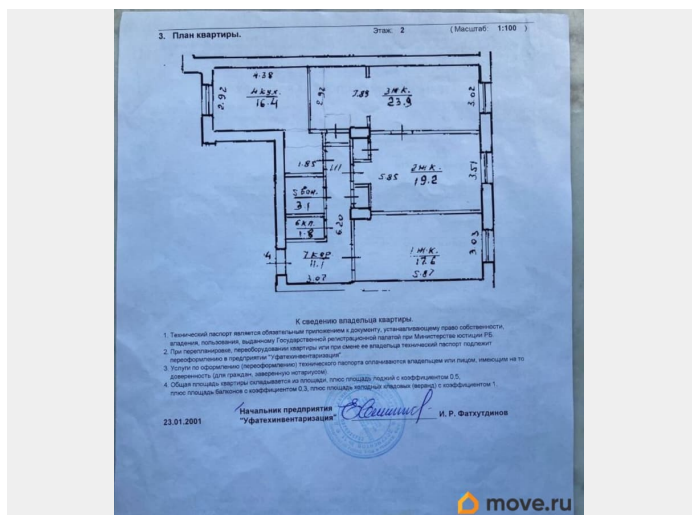 3. План квартиры.
Этаж: 2
( Масштаб: 1:100 )
4.38
4 кух.
16.4
2.92
2.92
7.89
3 ж.к.
23.9
3.02
1.85
1.11
5.85
2 ж.к.
19.2
3.51
5 ван.
3.1
6 кл.
1.8
6.20
4
7 кор
11.1
3.07
1 ж.к.
17.6
5.87
3.03
К сведению владельца квартиры.
1. Технический паспорт является обязательным приложением к документу, устанавливающему право собственности,
владения, пользования, выданному Государственной регистрационной палатой при Министерстве юстиции РБ.
2. При перепланировке, переоборудовании квартиры или при смене ее владельца технический паспорт подлежит
переоформлению в предприятии "Уфатехинвентаризация".
3. Услуги по оформлению (переоформлению) технического паспорта оплачиваются владельцем или лицом, имеющим на то
доверенность (для граждан, заверенную нотариусом).
4. Общая площадь квартиры складывается из площади, плюс площадь лоджий с коэффициентом 0.5,
плюс площадь балконов с коэффициентом 0,3, плюс площадь холодных кладовых (веранд) с коэффициентом 1.
Начальник предприятия
"Уфатехинвентаризация"
И. Р. Фатхутдинов
23.01.2001
move.ru